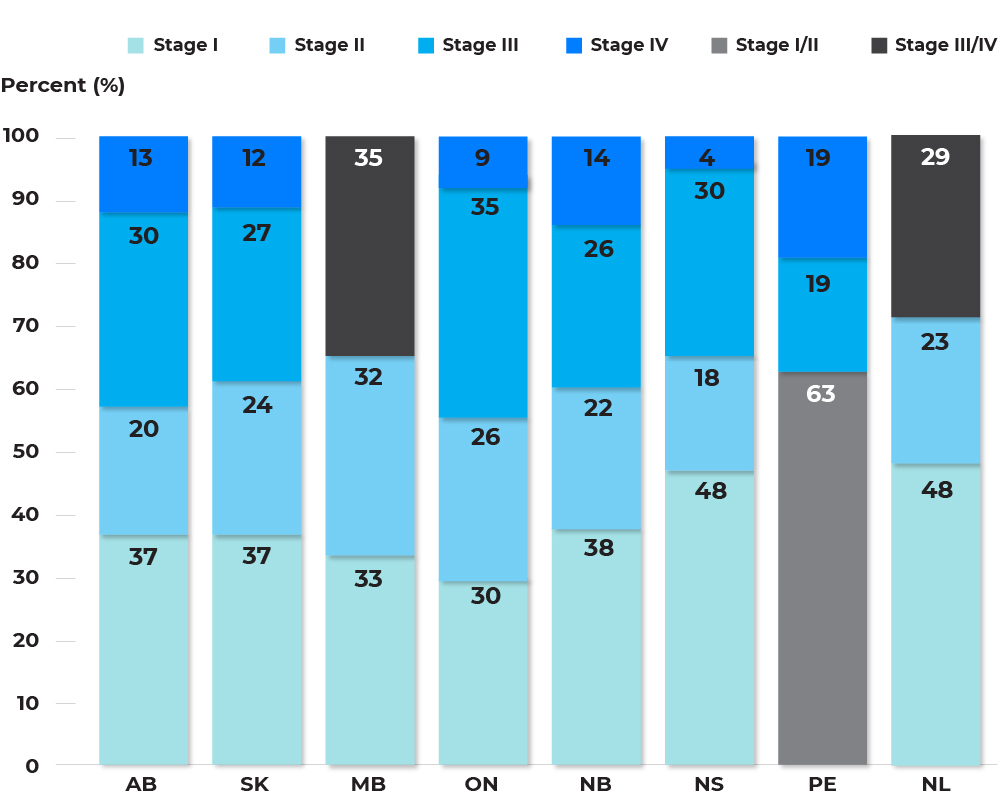 Stage I Stage II Stage III Stage IV Stage I/II Stage III/IV
Percent (%)
100
13 12 35 9 14 4 19 29
30 27 35 26 30 19 23
90
80
70
20 24 32 26 22 18 63
60
50
37 37 33 30 38 48 48
40
30
20
10
0
AB SK MB ON NB NS PE NL